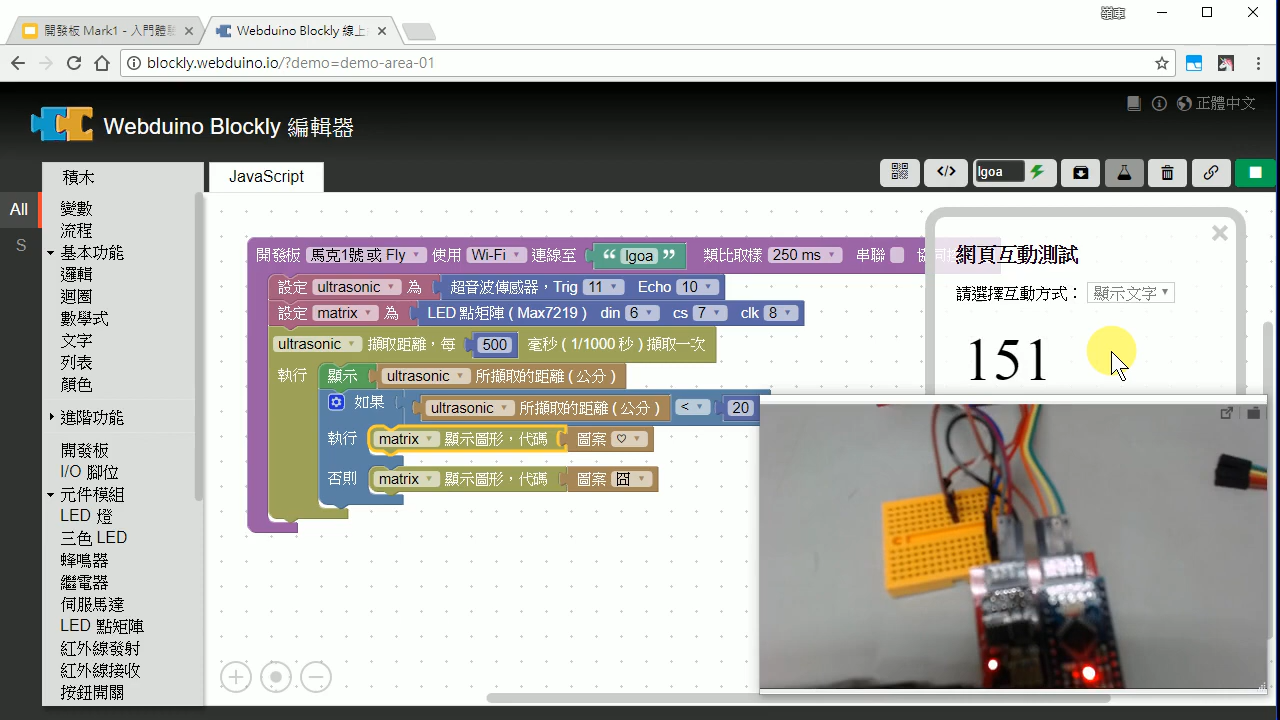 開發板 Mark1 - 入門體驗
Webduino Blockly 線上
blockly.webduino.io/?demo=demo-area-01
正體中文
Webduino Blockly 編輯器
積木
JavaScript
lgoa
All
S
變數
流程
基本功能
邏輯
迴圈
數學式
文字
列表
顏色
進階功能
開發板
I/O 腳位
元件模組
LED 燈
三色 LED
蜂鳴器
繼電器
伺服馬達
LED 點矩陣
紅外線發射
紅外線接收
按鈕開關
開發板 馬克1號 或 Fly 使用 Wi-Fi 連線至 “ lgoa ” 類比取樣 250 ms 串聯
設定 ultrasonic 為 超音波傳感器，Trig 11 Echo 10
設定 matrix 為 LED 點矩陣 ( Max7219 ) din 6 cs 7 clk 8
ultrasonic 擷取距離，每 500 毫秒 ( 1/1000 秒 ) 擷取一次
執行 顯示 ultrasonic 所擷取的距離 ( 公分 )
如果 ultrasonic 所擷取的距離 ( 公分 ) < 20
執行 matrix 顯示圖形，代碼 圖案 ♡
否則 matrix 顯示圖形，代碼 圖案 囧
網頁互動測試
請選擇互動方式： 顯示文字
151